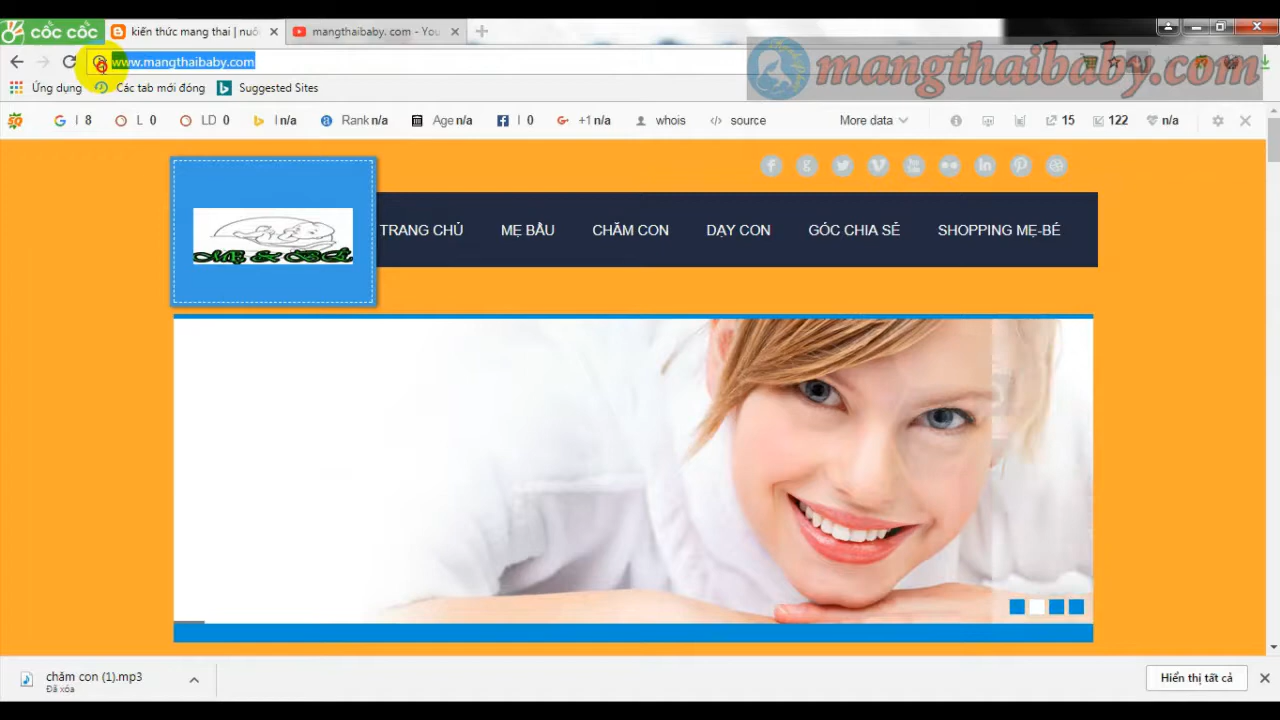 cốc cốc
kiến thức mang thai | nuô
mangthaibaby. com - You
www.mangthaibaby.com
mangthaibaby.com
Ứng dụng
Các tab mới đóng
Suggested Sites
I 8
L 0
LD 0
I n/a
Rank n/a
Age n/a
I 0
+1 n/a
whois
source
More data
15
122
n/a
TRANG CHỦ
MẸ BẦU
CHĂM CON
DẠY CON
GÓC CHIA SẺ
SHOPPING MẸ-BÉ
MẸ & BÉ
chăm con (1).mp3
Đã xóa
Hiển thị tất cả